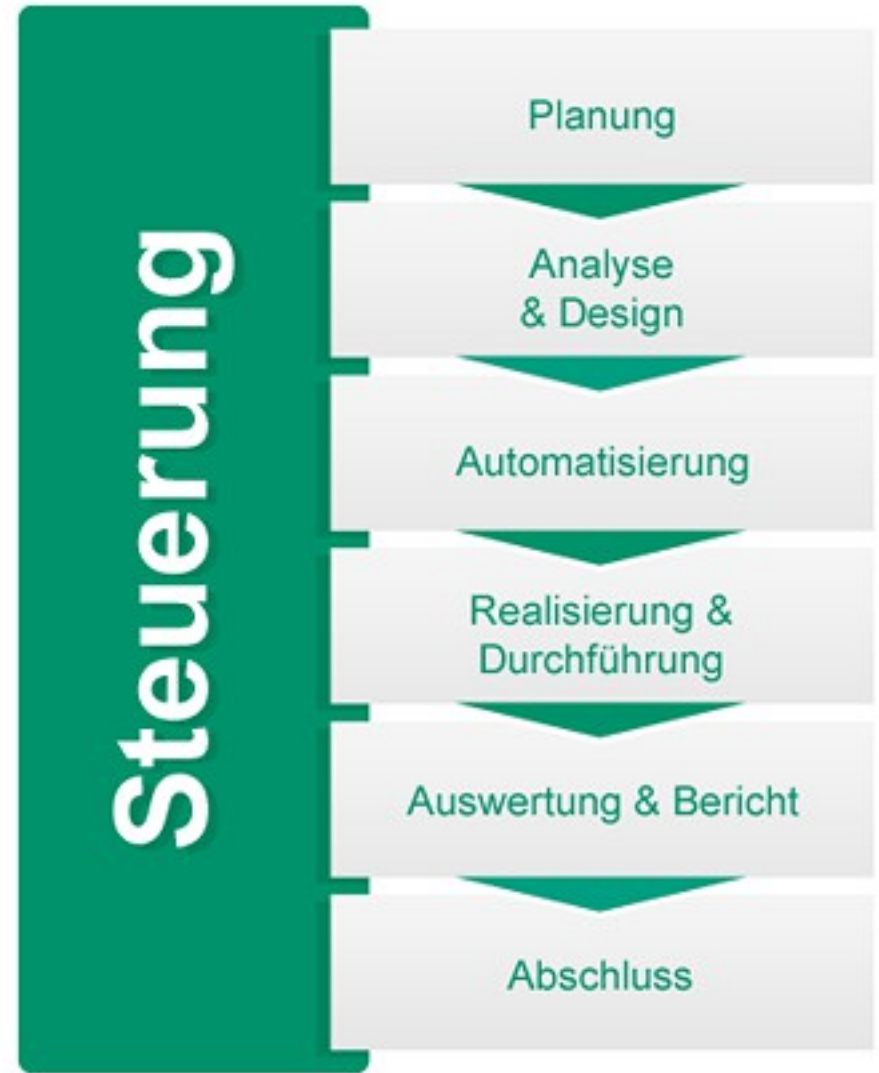 Steuerung
Planung
Analyse
& Design
Automatisierung
Realisierung &
Durchführung
Auswertung & Bericht
Abschluss